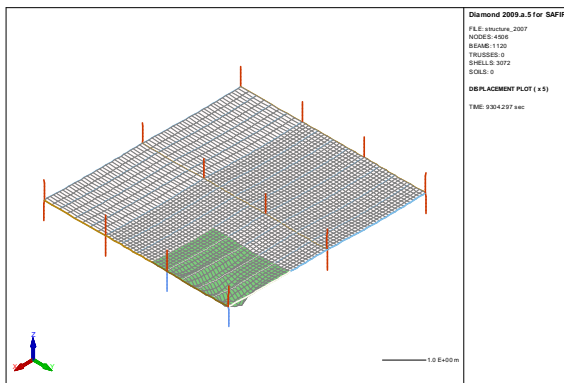 Diamond 2009.a.5 for SAFIR
FILE: structure_2007
NODES: 4506
BEAMS: 1120
TRUSSES: 0
SHELLS: 3072
SOILS: 0
DISPLACEMENT PLOT ( x 5)
TIME: 9304.297 sec
Z
1.0 E+00 m